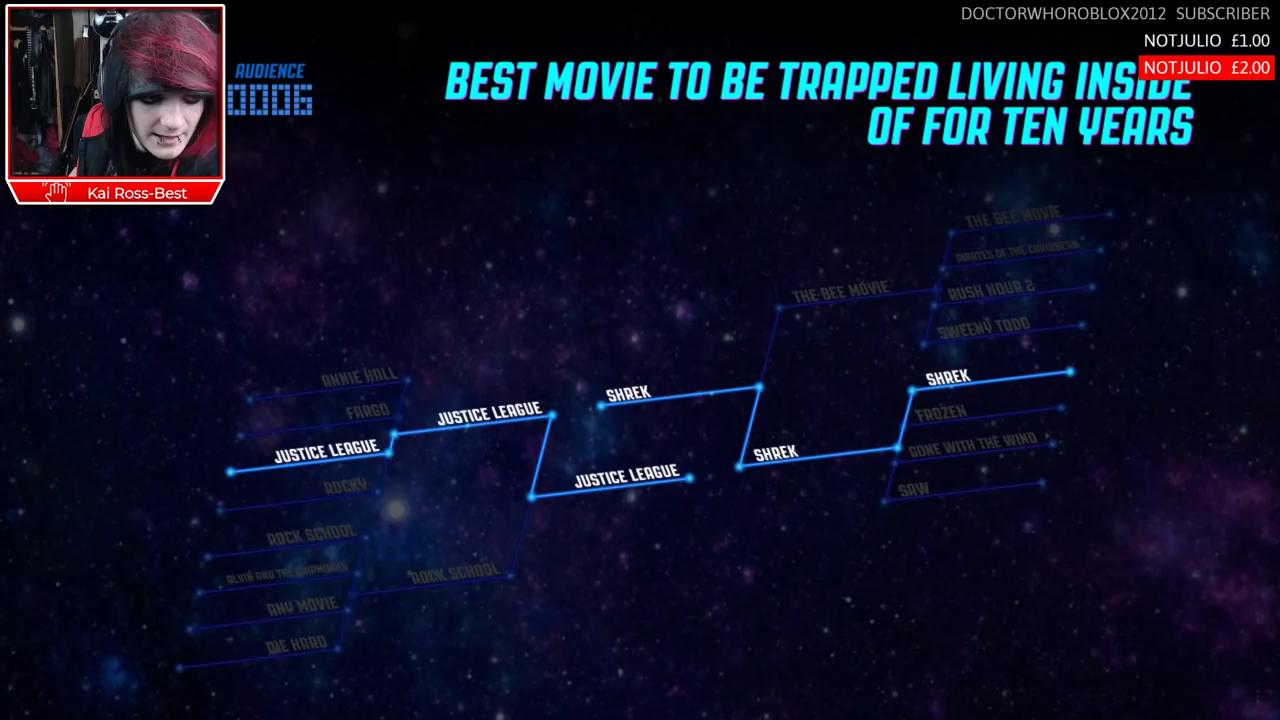 DOCTORWHOROBLOX2012 SUBSCRIBER
NOTJULIO £1.00
NOTJULIO £2.00
AUDIENCE
0006
BEST MOVIE TO BE TRAPPED LIVING INSIDE
OF FOR TEN YEARS
Kai Ross-Best
ANNIE HALL
FARGO
JUSTICE LEAGUE
ROCKY
ROCK SCHOOL
ALVIN AND THE CHIPMUNKS
ANY MOVIE
DIE HARD
JUSTICE LEAGUE
ROCK SCHOOL
JUSTICE LEAGUE
SHREK
THE BEE MOVIE
SHREK
THE BEE MOVIE
PIRATES OF THE CARIBBEAN
RUSH HOUR 2
SWEENY TODD
SHREK
FROZEN
GONE WITH THE WIND
SAW